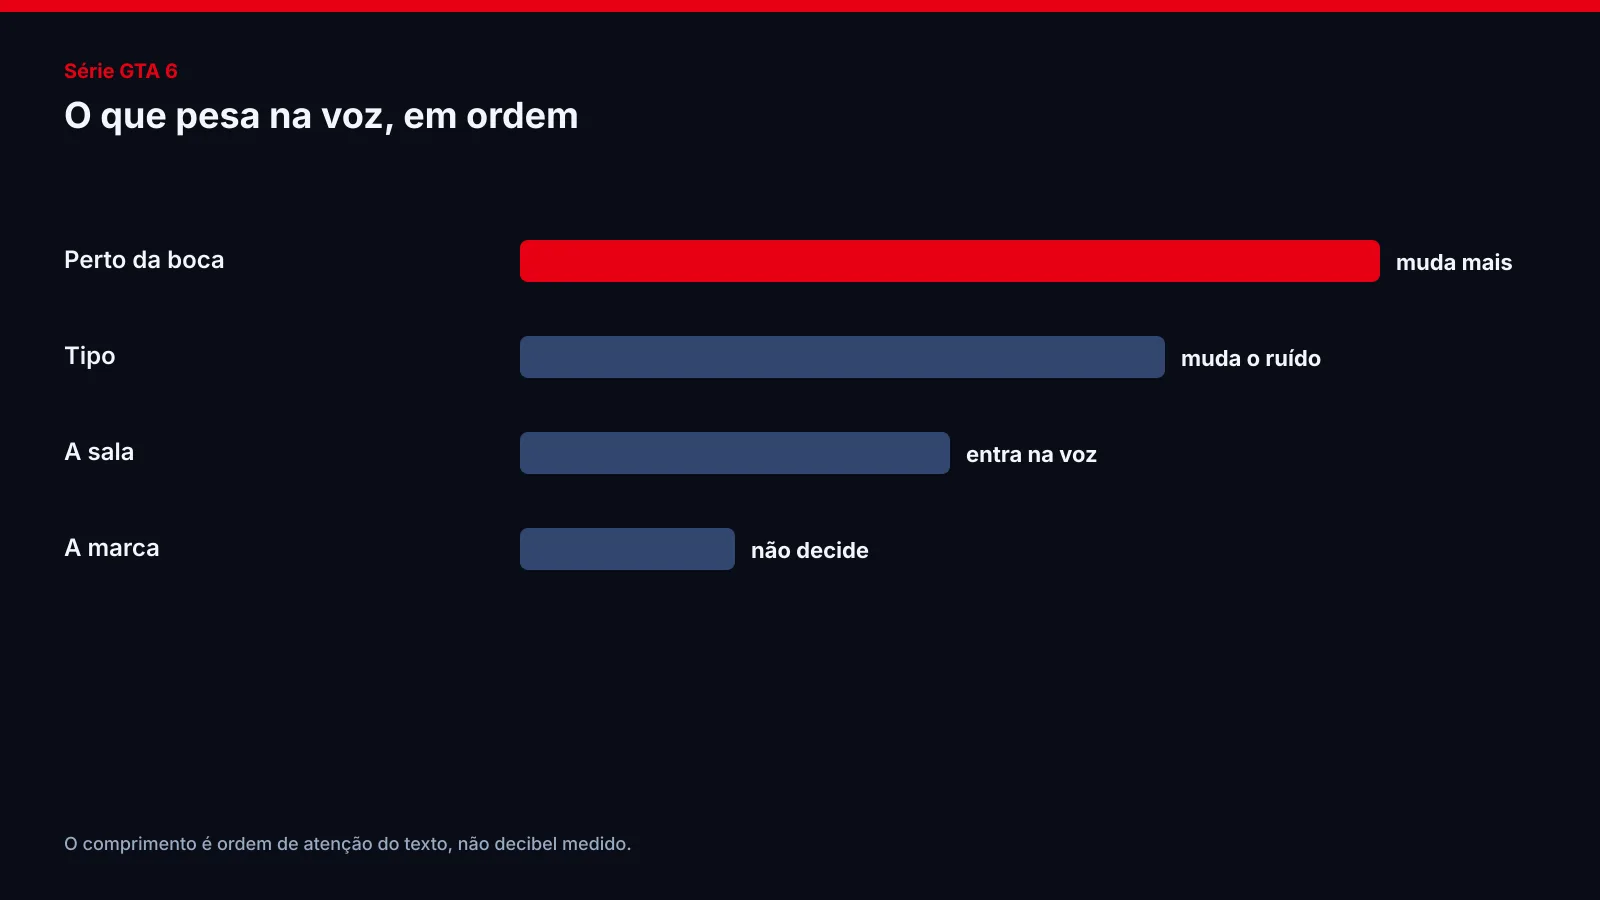 Série GTA 6
O que pesa na voz, em ordem
Perto da boca
muda mais
Tipo
muda o ruído
A sala
entra na voz
A marca
não decide
O comprimento é ordem de atenção do texto, não decibel medido.